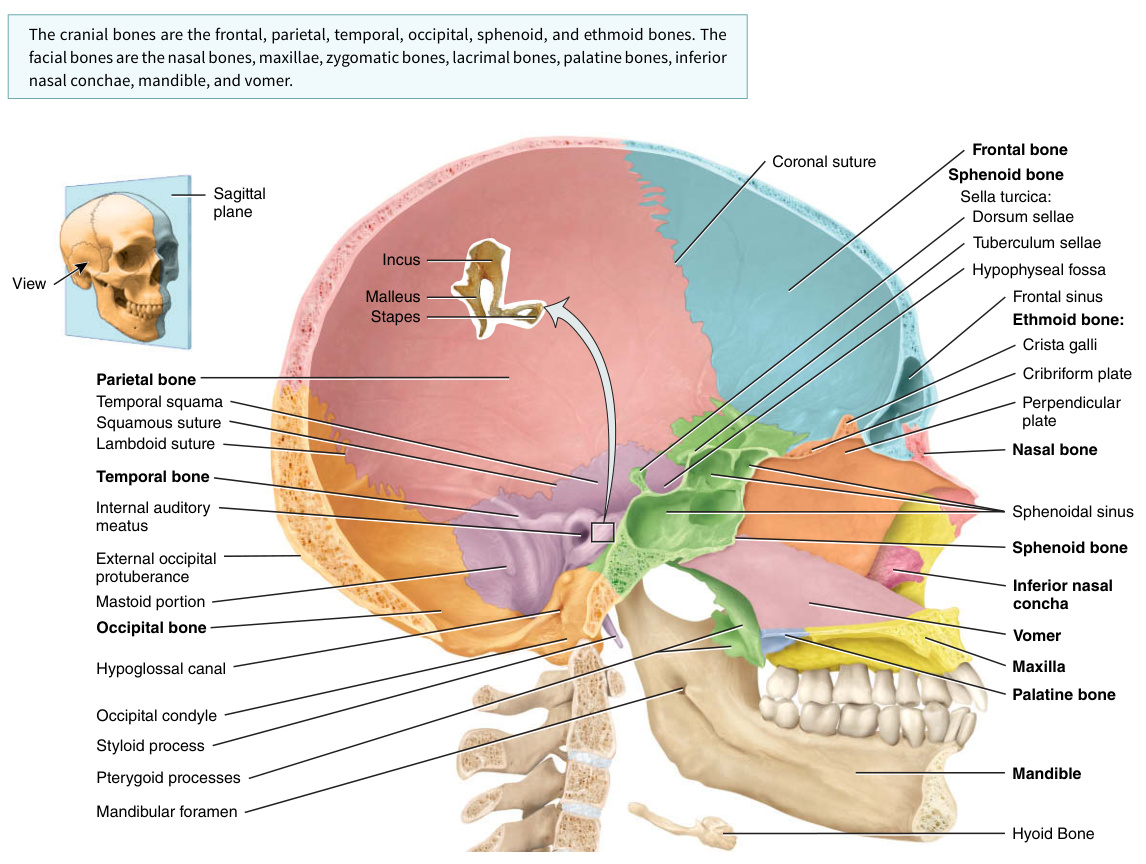 The cranial bones are the frontal, parietal, temporal, occipital, sphenoid, and ethmoid bones. The
facial bones are the nasal bones, maxillae, zygomatic bones, lacrimal bones, palatine bones, inferior
nasal conchae, mandible, and vomer.
Sagittal
plane
View
Incus
Malleus
Stapes
Parietal bone
Temporal squama
Squamous suture
Lambdoid suture
Temporal bone
Internal auditory
meatus
External occipital
protuberance
Mastoid portion
Occipital bone
Hypoglossal canal
Occipital condyle
Styloid process
Pterygoid processes
Mandibular foramen
Coronal suture
Frontal bone
Sphenoid bone
Sella turcica:
Dorsum sellae
Tuberculum sellae
Hypophyseal fossa
Frontal sinus
Ethmoid bone:
Crista galli
Cribriform plate
Perpendicular
plate
Nasal bone
Sphenoidal sinus
Sphenoid bone
Inferior nasal
concha
Vomer
Maxilla
Palatine bone
Mandible
Hyoid Bone